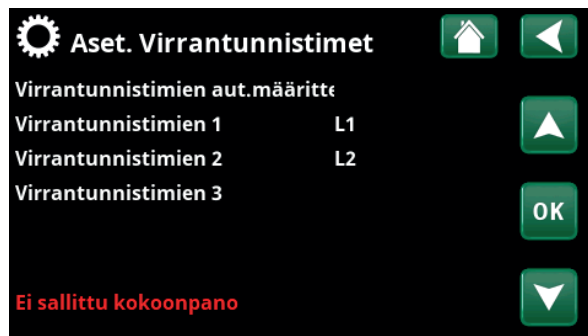 Aset. Virrantunnistimet
Virrantunnistimien aut.määritte
Virrantunnistimien 1 L1
Virrantunnistimien 2 L2
Virrantunnistimien 3
OK
Ei sallittu kokoonpano